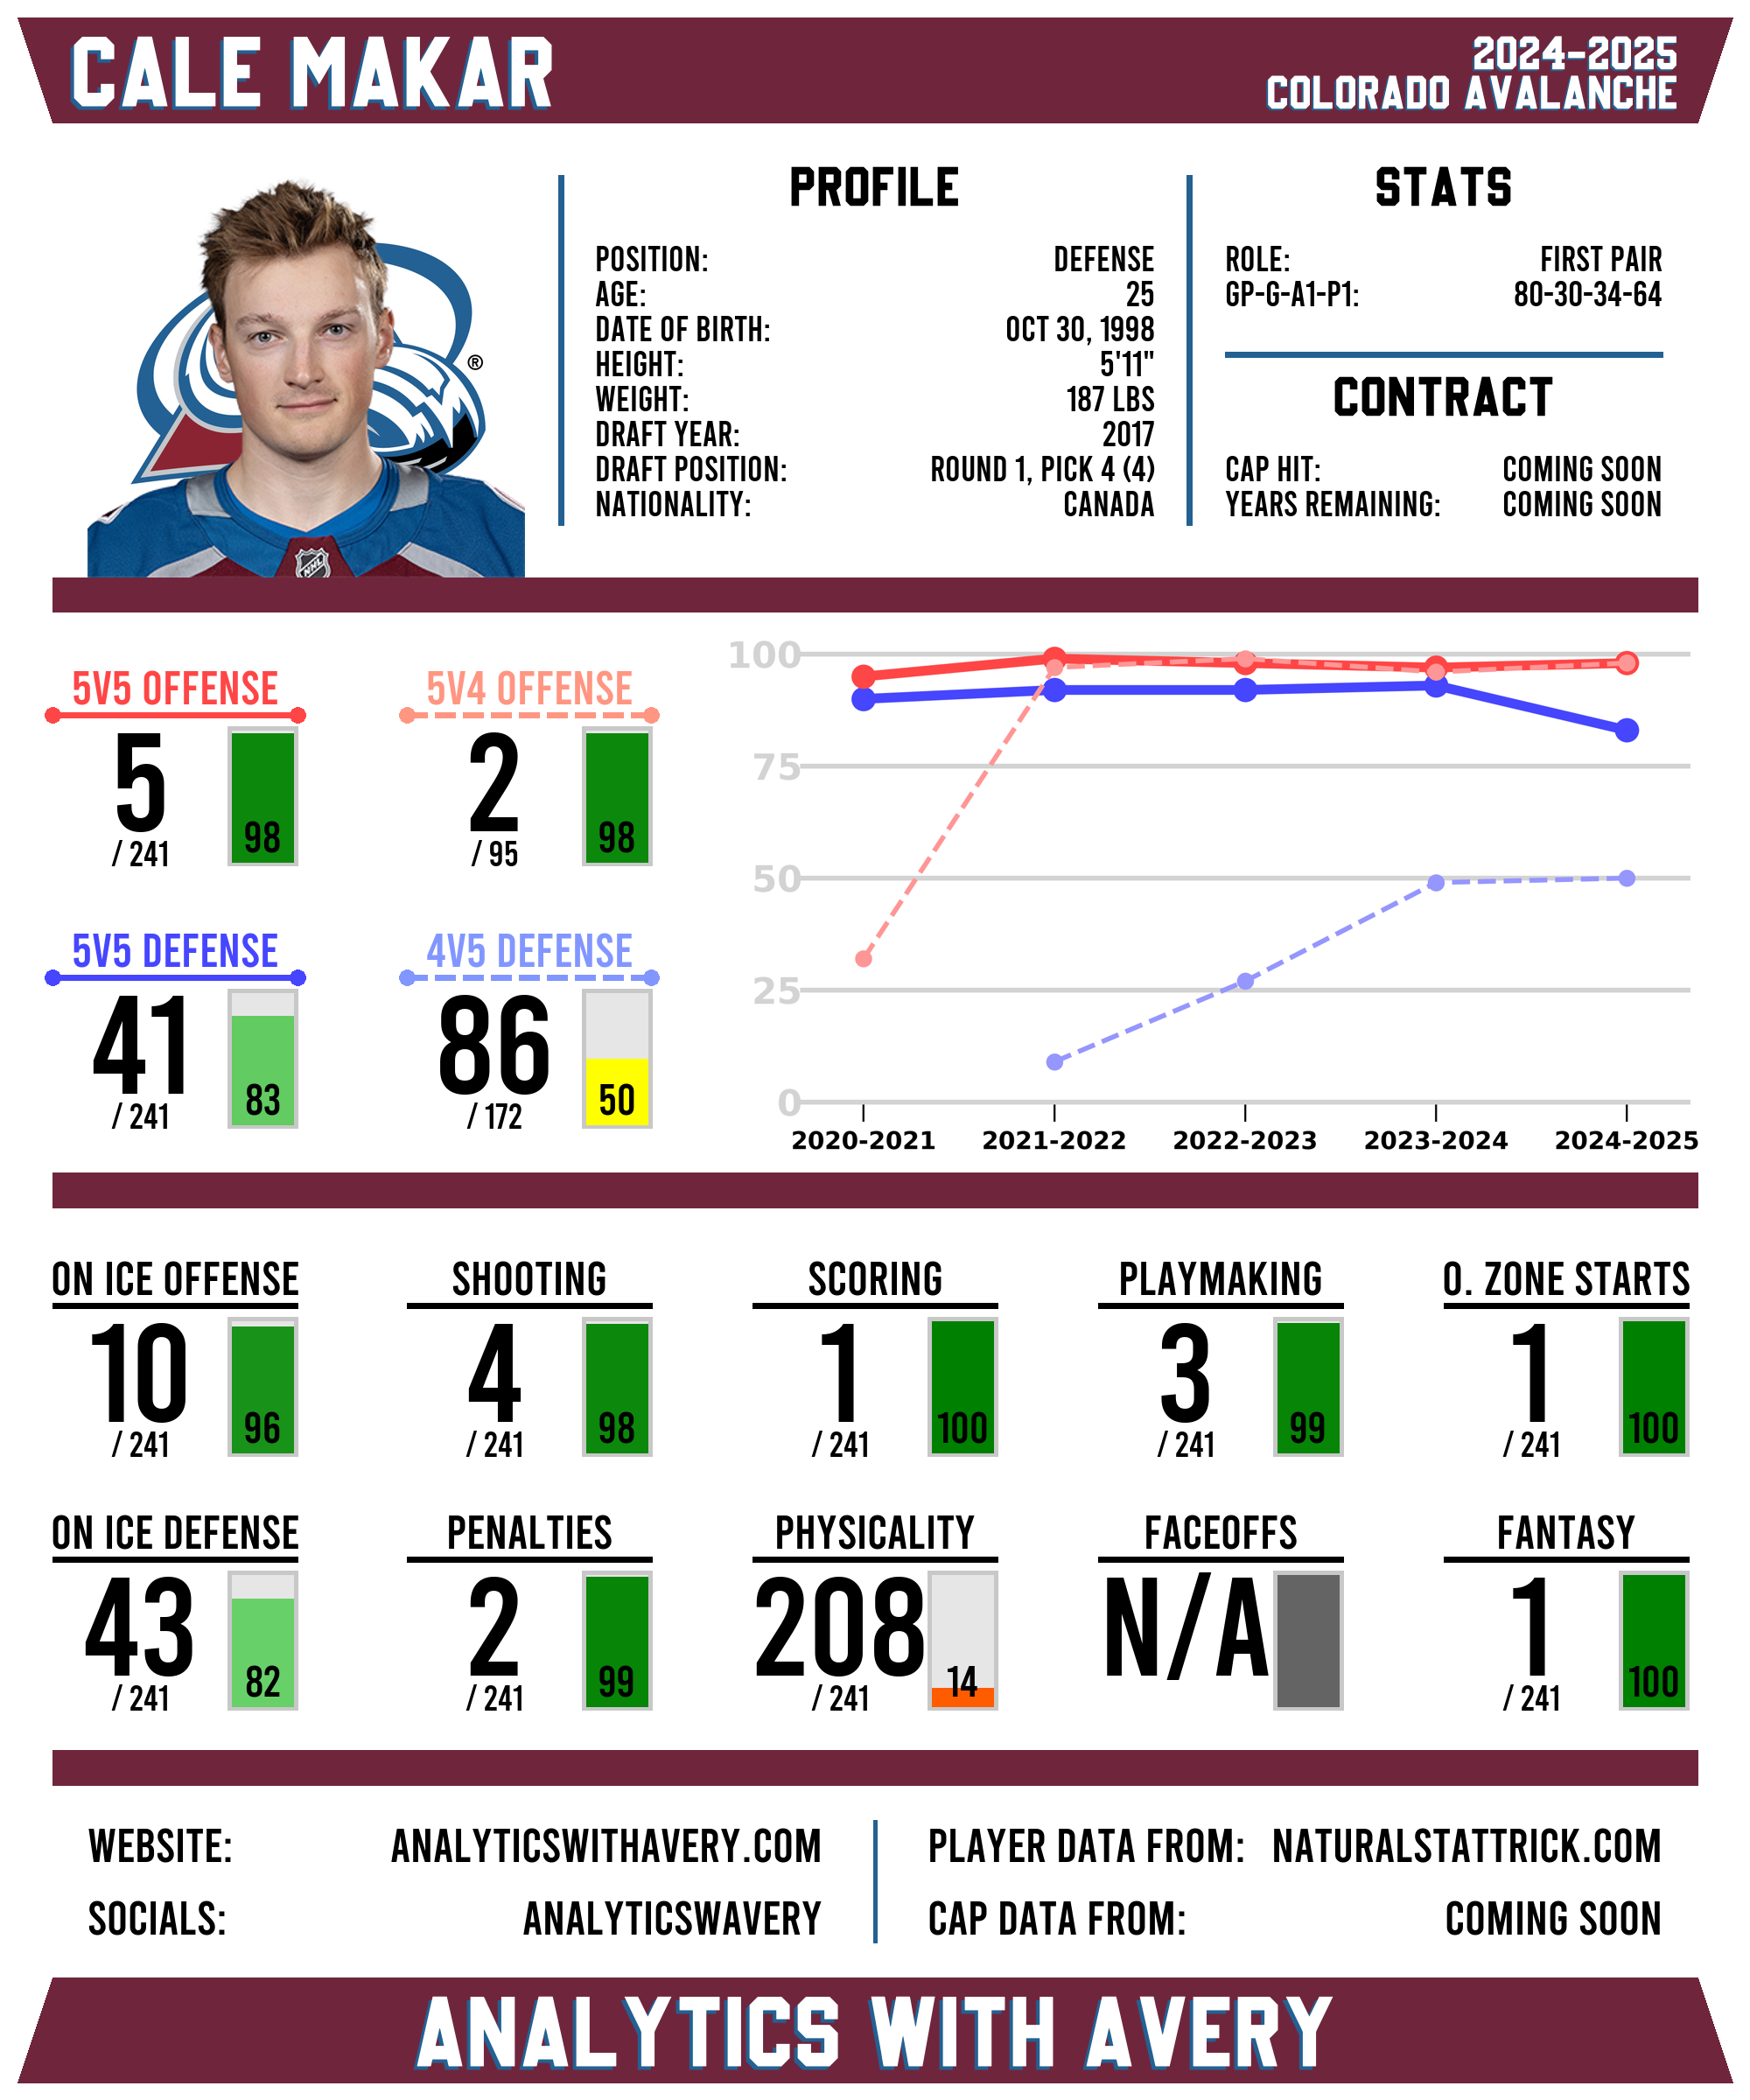 CALE MAKAR
2024-2025
COLORADO AVALANCHE
PROFILE
POSITION: DEFENSE
AGE: 25
DATE OF BIRTH: OCT 30, 1998
HEIGHT: 5'11"
WEIGHT: 187 LBS
DRAFT YEAR: 2017
DRAFT POSITION: ROUND 1, PICK 4 (4)
NATIONALITY: CANADA
STATS
ROLE: FIRST PAIR
GP-G-A1-P1: 80-30-34-64
CONTRACT
CAP HIT: COMING SOON
YEARS REMAINING: COMING SOON
®
NHL
5V5 OFFENSE
5
/ 241
98
5V4 OFFENSE
2
/ 95
98
5V5 DEFENSE
41
/ 241
83
4V5 DEFENSE
86
/ 172
50
100
75
50
25
0
2020-2021 2021-2022 2022-2023 2023-2024 2024-2025
ON ICE OFFENSE
10
/ 241
96
SHOOTING
4
/ 241
98
SCORING
1
/ 241
100
PLAYMAKING
3
/ 241
99
O. ZONE STARTS
1
/ 241
100
ON ICE DEFENSE
43
/ 241
82
PENALTIES
2
/ 241
99
PHYSICALITY
208
/ 241
14
FACEOFFS
N/A
FANTASY
1
/ 241
100
WEBSITE: ANALYTICSWITHAVERY.COM
SOCIALS: ANALYTICSWAVERY
PLAYER DATA FROM: NATURALSTATTRICK.COM
CAP DATA FROM: COMING SOON
ANALYTICS WITH AVERY